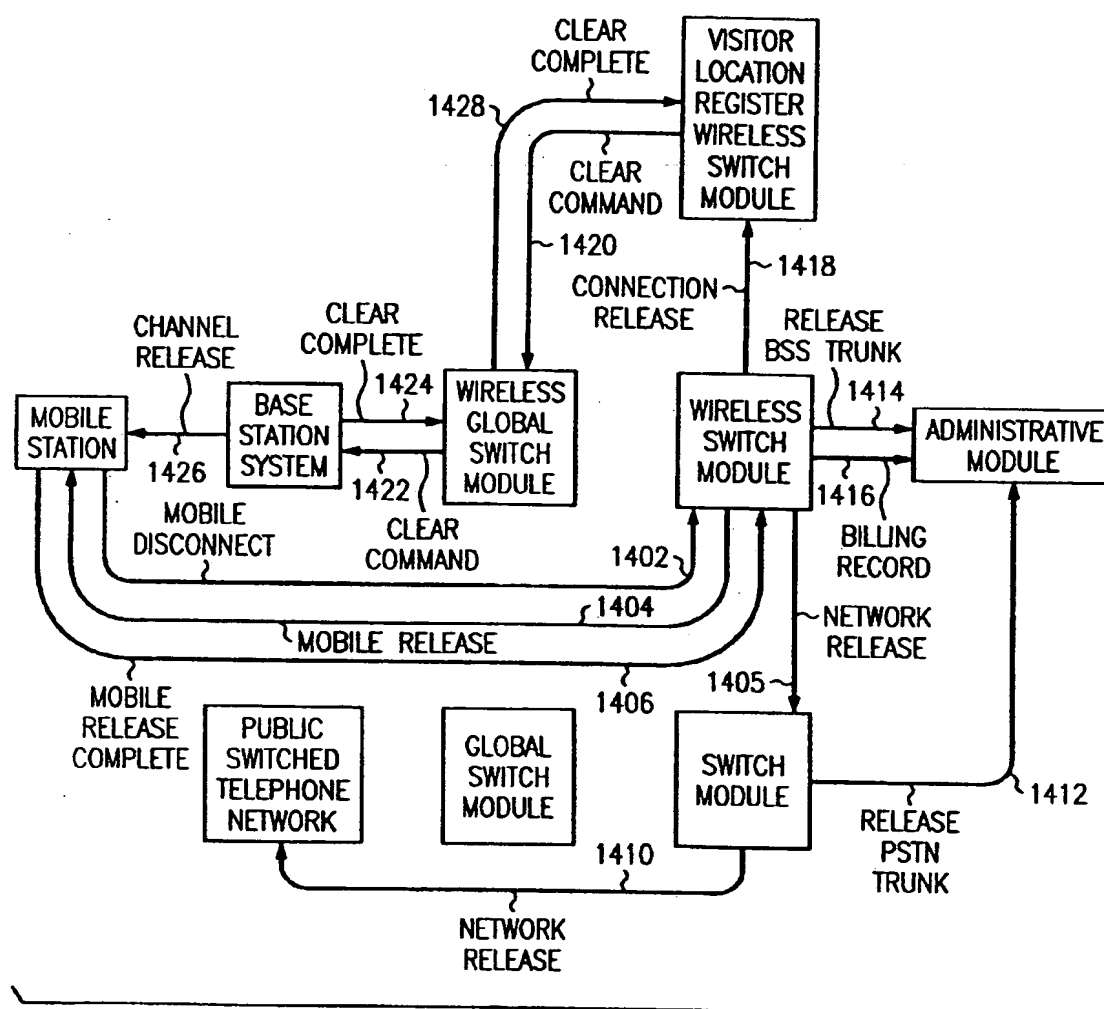 CLEAR
COMPLETE
1428
VISITOR
LOCATION
REGISTER
WIRELESS
SWITCH
MODULE
CLEAR
COMMAND
1420
1418
CONNECTION
RELEASE
RELEASE
BSS TRUNK
1414
CHANNEL
RELEASE
CLEAR
COMPLETE
1424
MOBILE
STATION
1426
BASE
STATION
SYSTEM
1422
WIRELESS
GLOBAL
SWITCH
MODULE
WIRELESS
SWITCH
MODULE
ADMINISTRATIVE
MODULE
1416
MOBILE
DISCONNECT
CLEAR
COMMAND
BILLING
RECORD
1402
1404
MOBILE RELEASE
NETWORK
RELEASE
1405
1406
MOBILE
RELEASE
COMPLETE
PUBLIC
SWITCHED
TELEPHONE
NETWORK
GLOBAL
SWITCH
MODULE
SWITCH
MODULE
1412
RELEASE
PSTN
TRUNK
1410
NETWORK
RELEASE